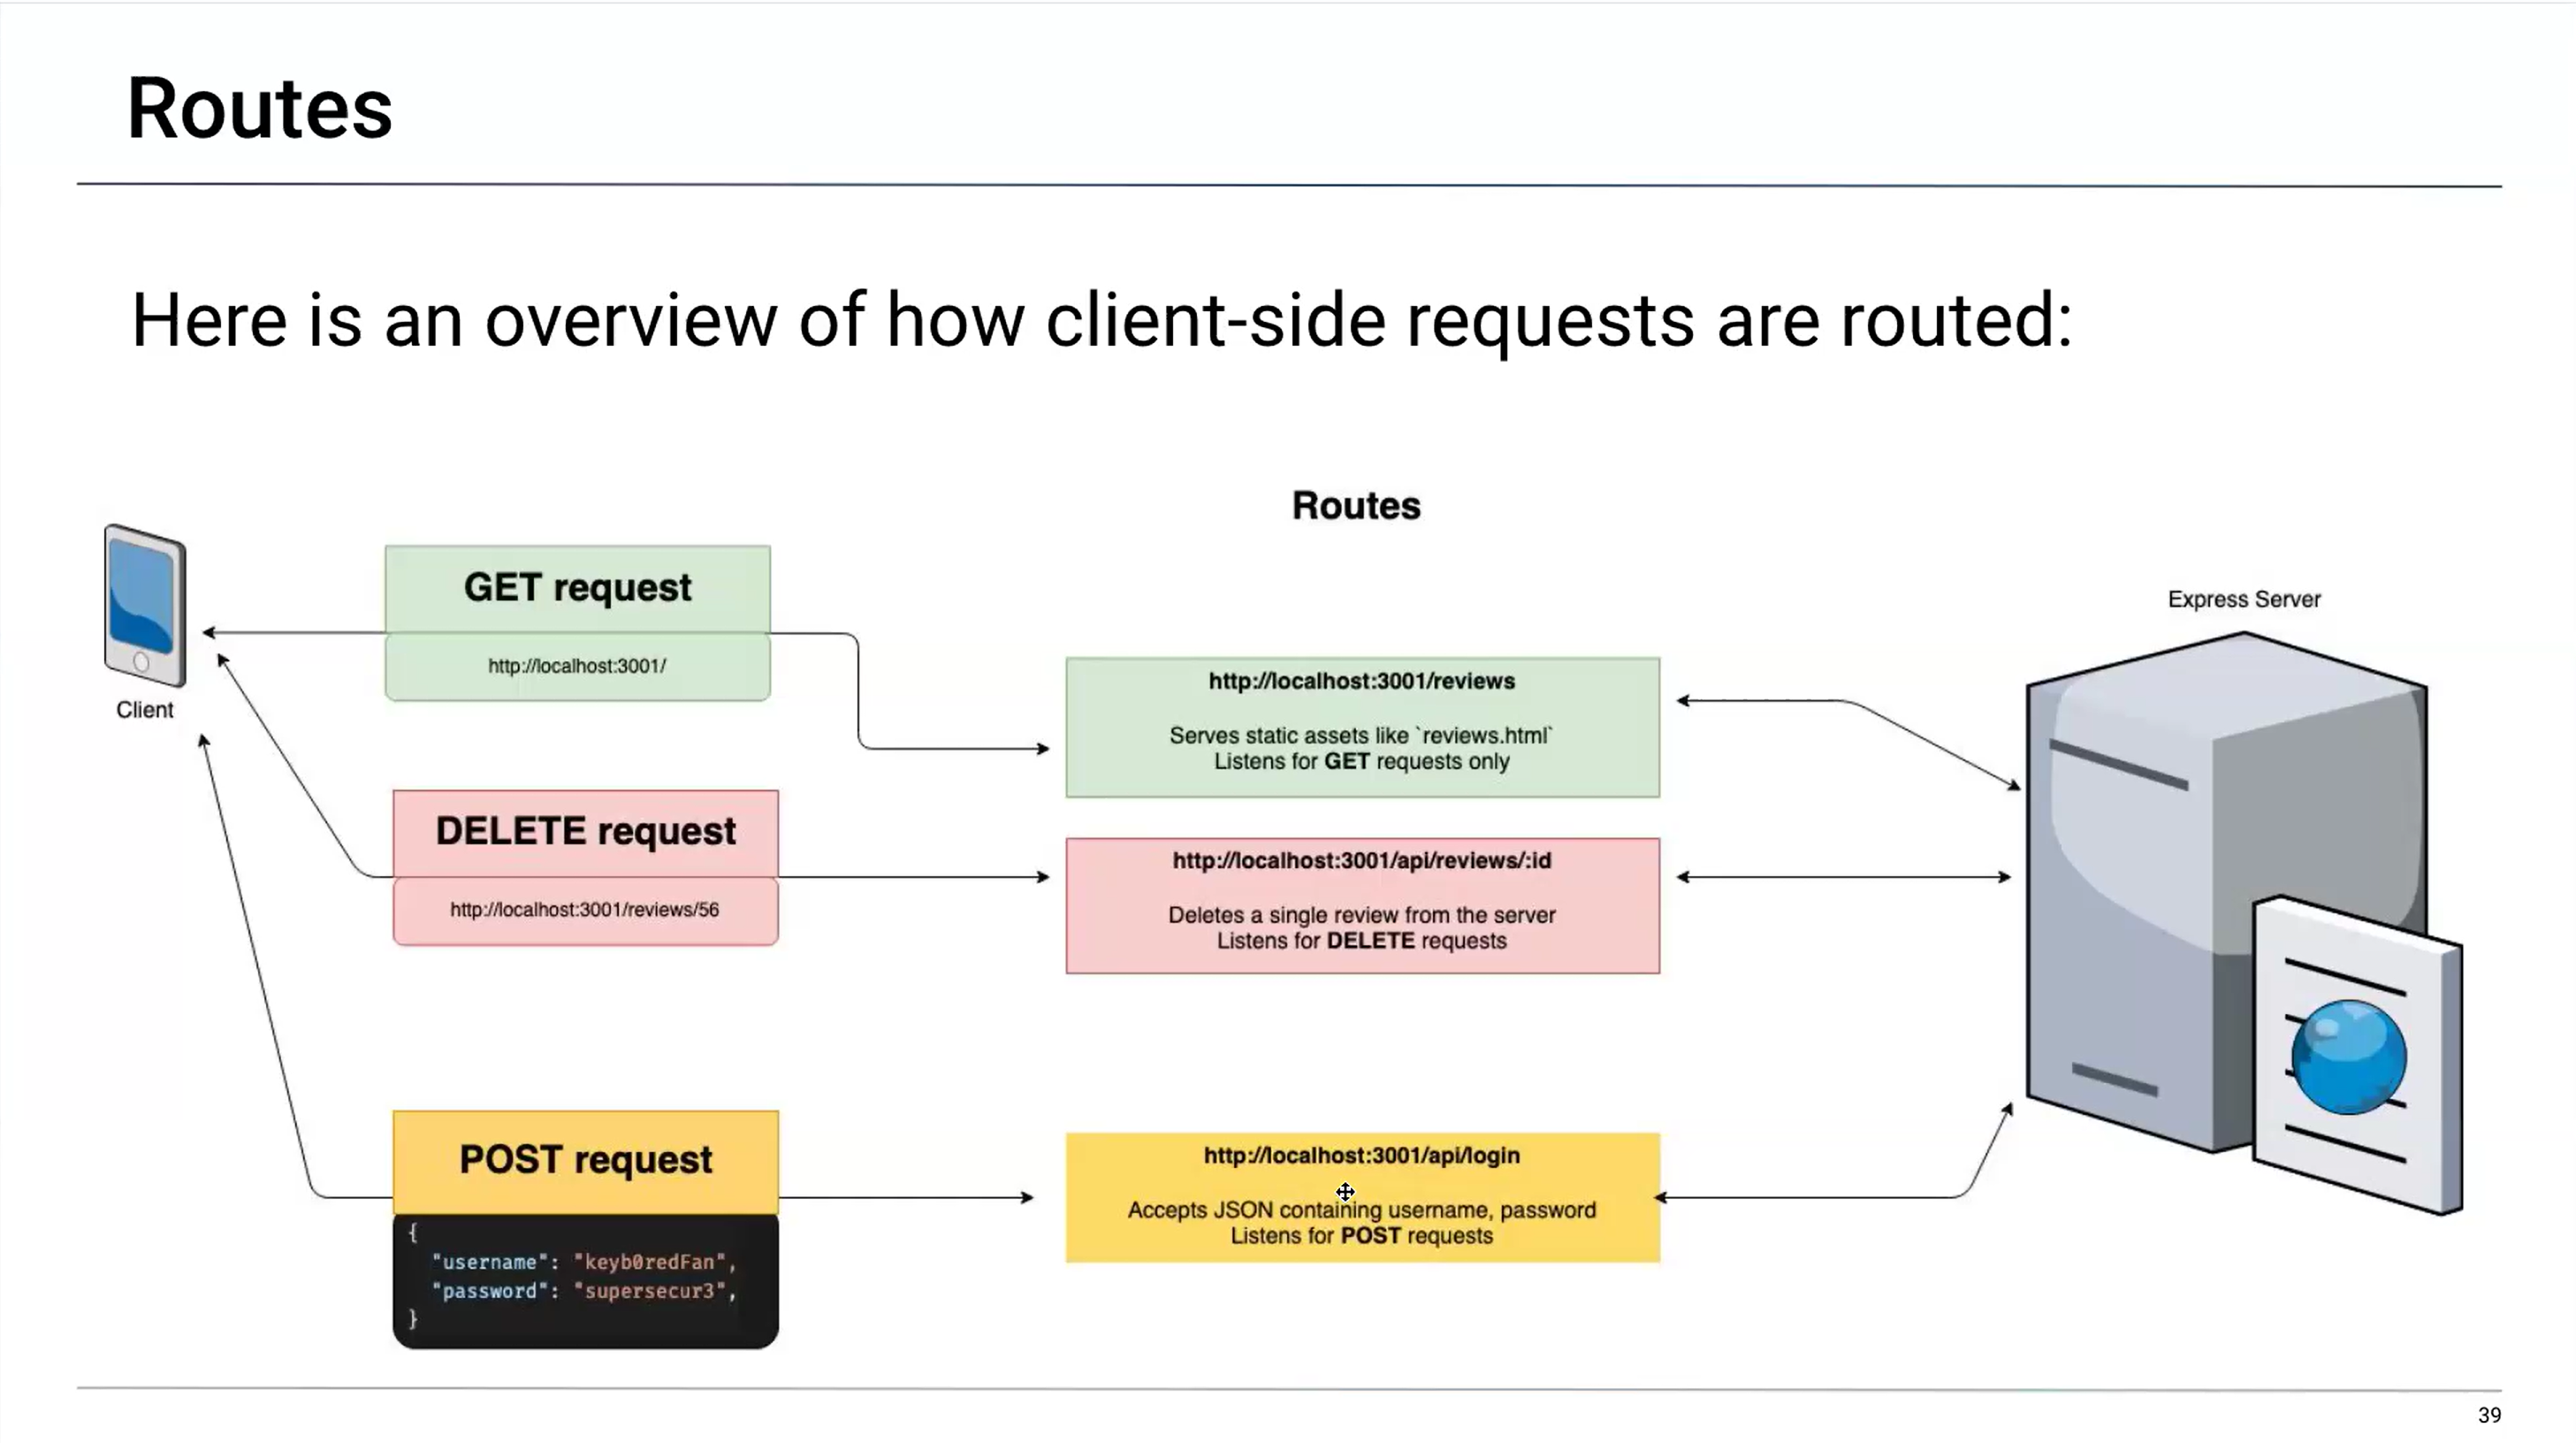 Routes
Here is an overview of how client-side requests are routed:
Routes
Client
GET request
http://localhost:3001/
DELETE request
http://localhost:3001/reviews/56
POST request
{
"username": "keyb0redFan",
"password": "supersecur3",
}
http://localhost:3001/reviews
Serves static assets like `reviews.html`
Listens for GET requests only
http://localhost:3001/api/reviews/:id
Deletes a single review from the server
Listens for DELETE requests
http://localhost:3001/api/login
Accepts JSON containing username, password
Listens for POST requests
Express Server
39